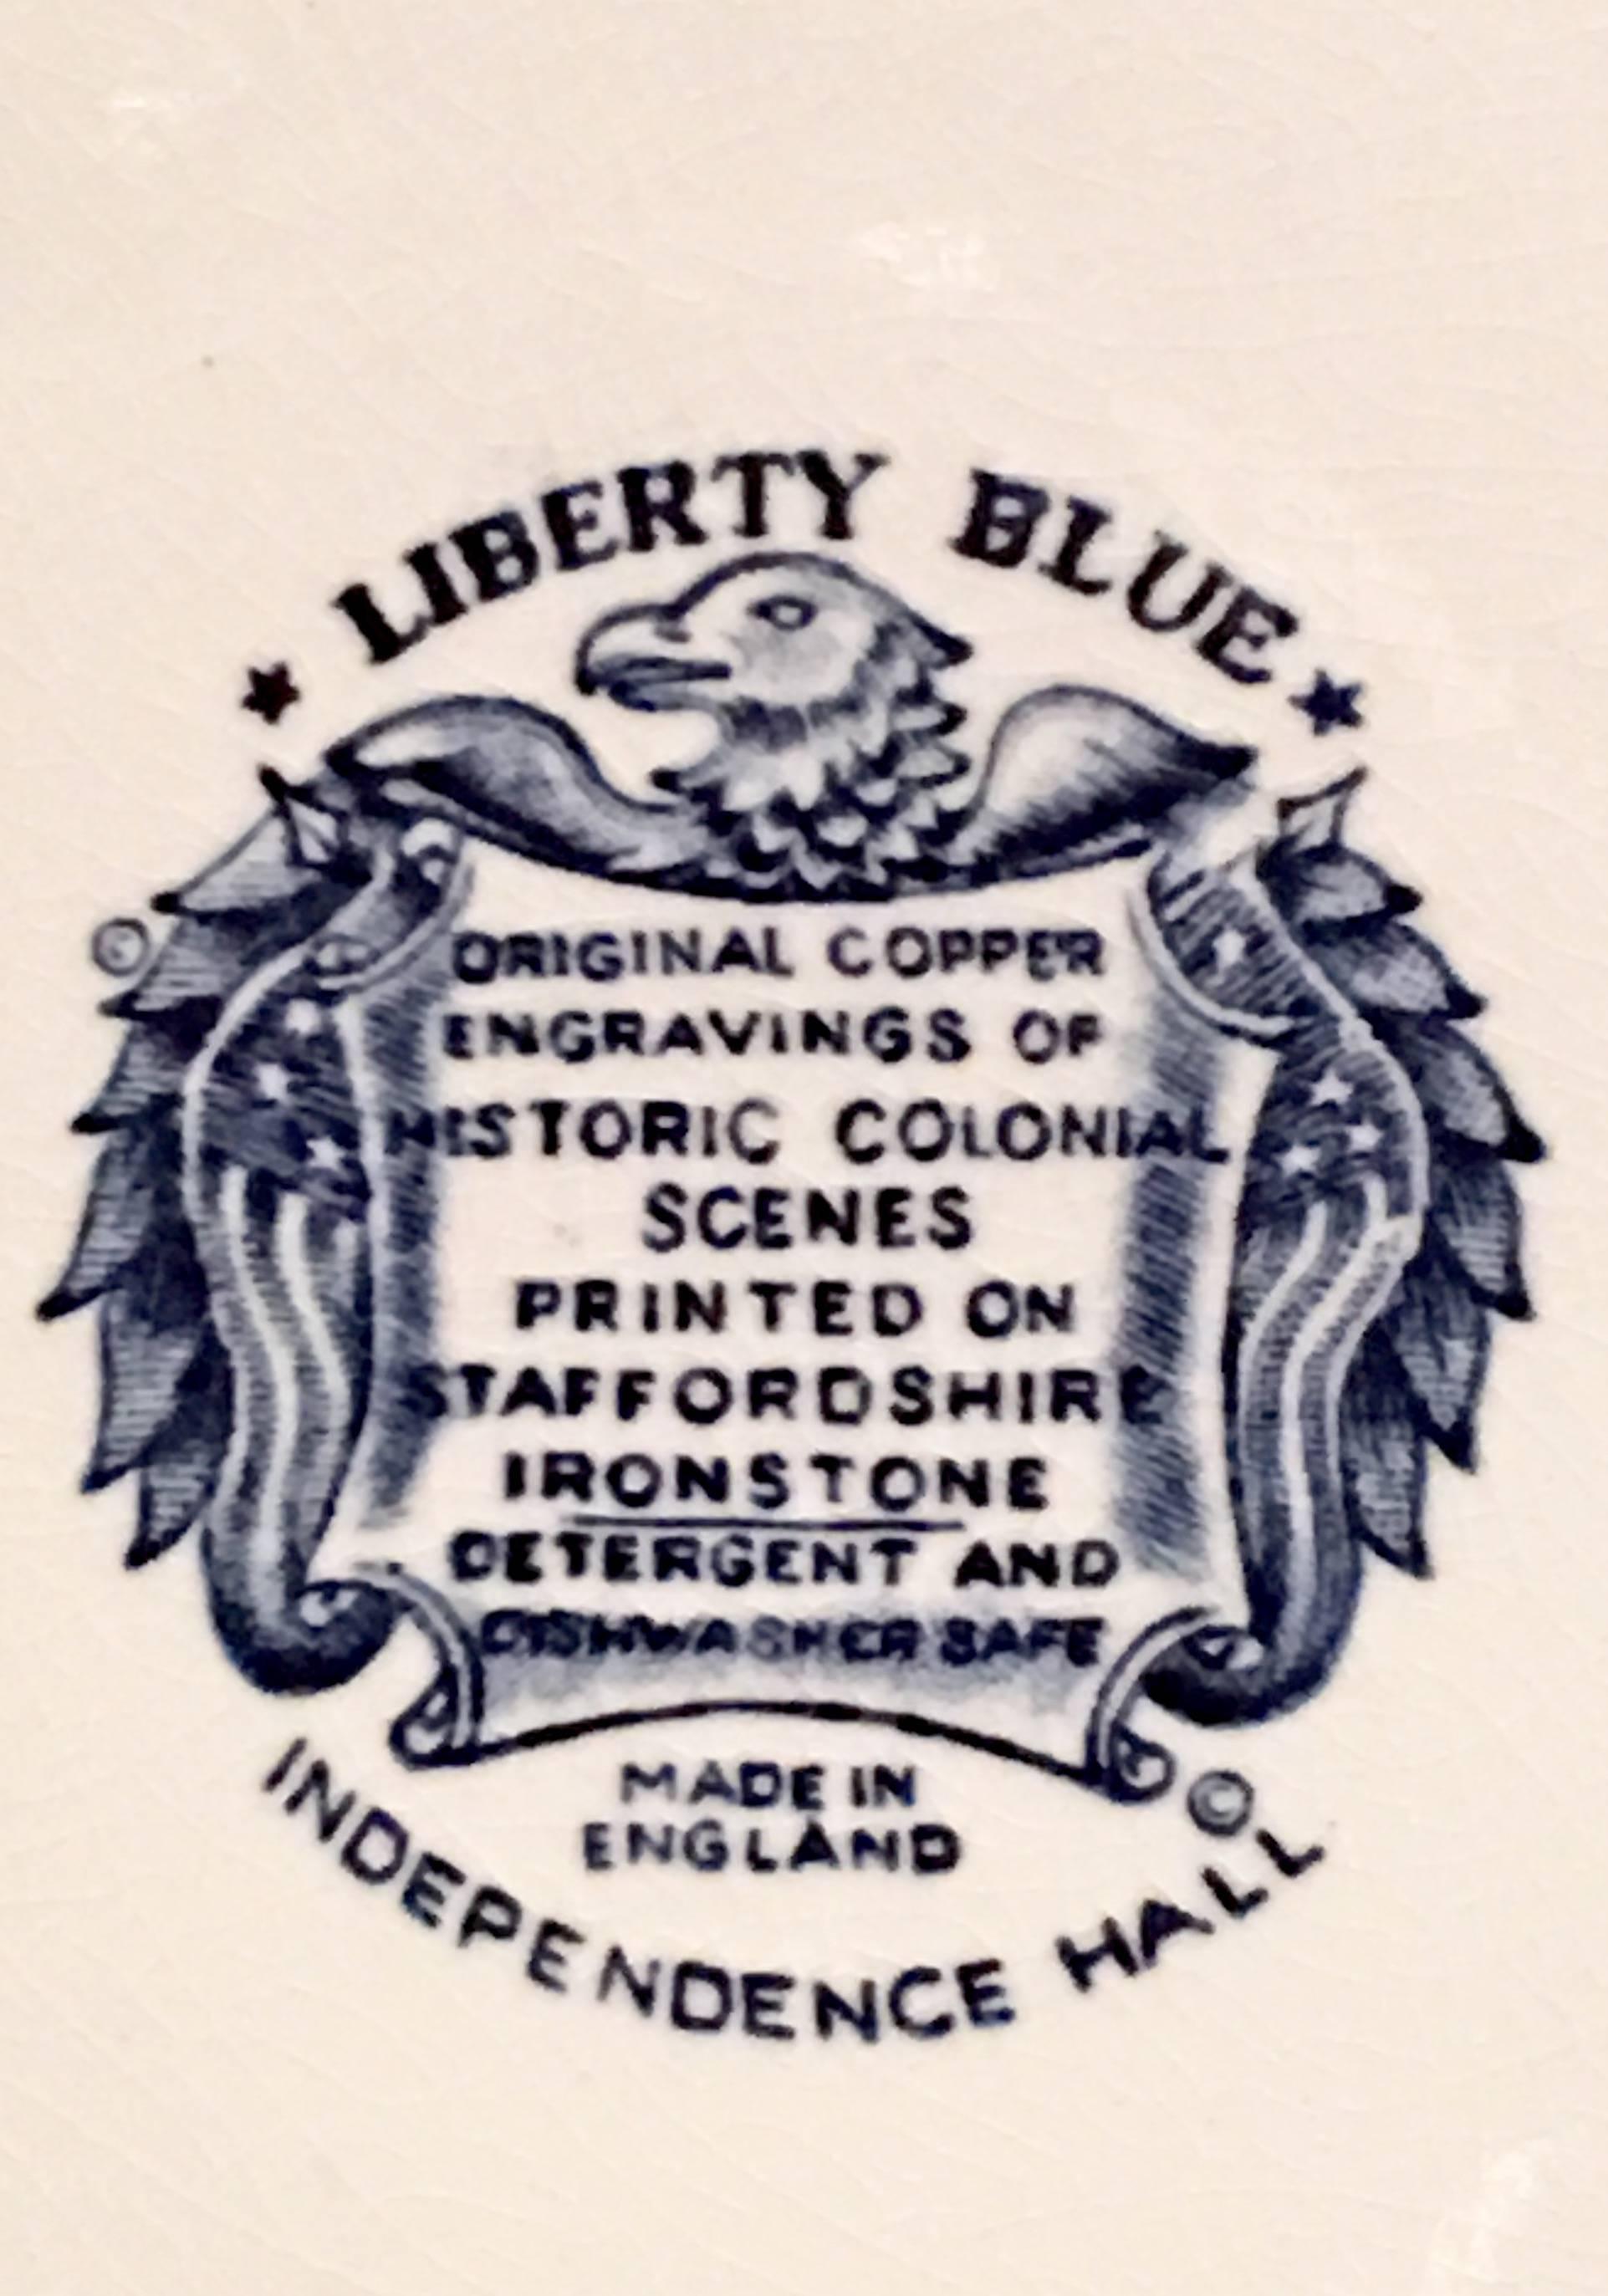 ★ LIBERTY BLUE ★
©
ORIGINAL COPPER
ENGRAVINGS OF
HISTORIC COLONIAL
SCENES
PRINTED ON
STAFFORDSHIRE
IRONSTONE
DETERGENT AND
DISHWASHER SAFE
MADE IN
ENGLAND
©
INDEPENDENCE HALL